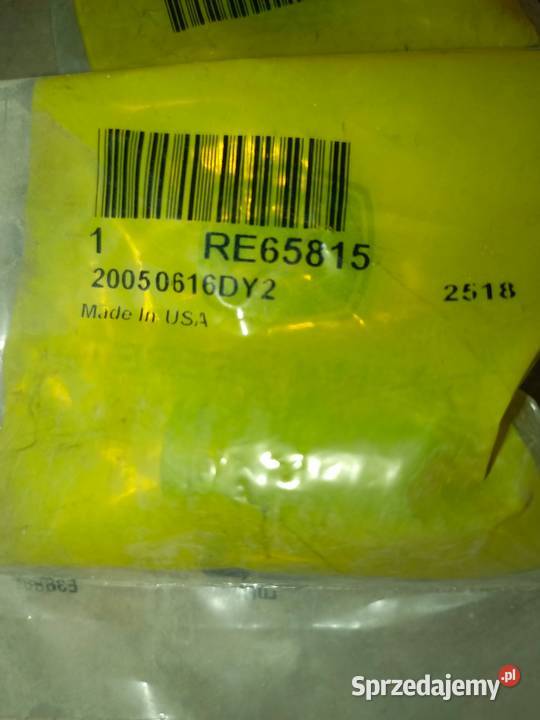 1 RE65815
20050616DY2 2518
Made In USA
Sprzedajemy.pl